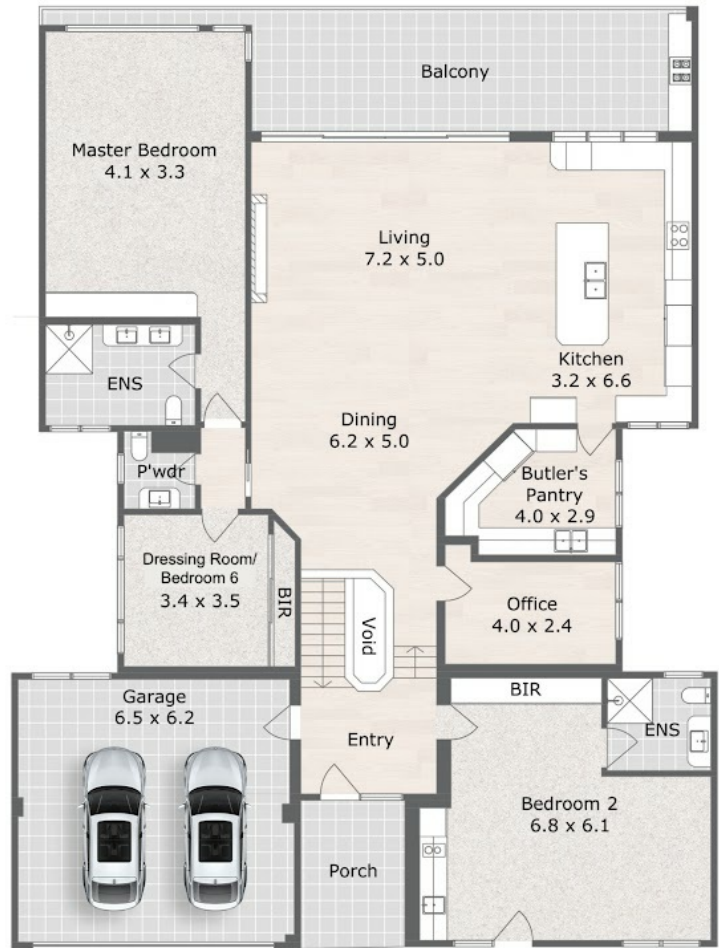 Balcony
Master Bedroom
4.1 x 3.3
Living
7.2 x 5.0
Kitchen
3.2 x 6.6
ENS
Dining
6.2 x 5.0
P'wdr
Butler's
Pantry
4.0 x 2.9
Dressing Room/
Bedroom 6
3.4 x 3.5
BIR
Void
Office
4.0 x 2.4
Garage
6.5 x 6.2
Entry
BIR
ENS
Bedroom 2
6.8 x 6.1
Porch